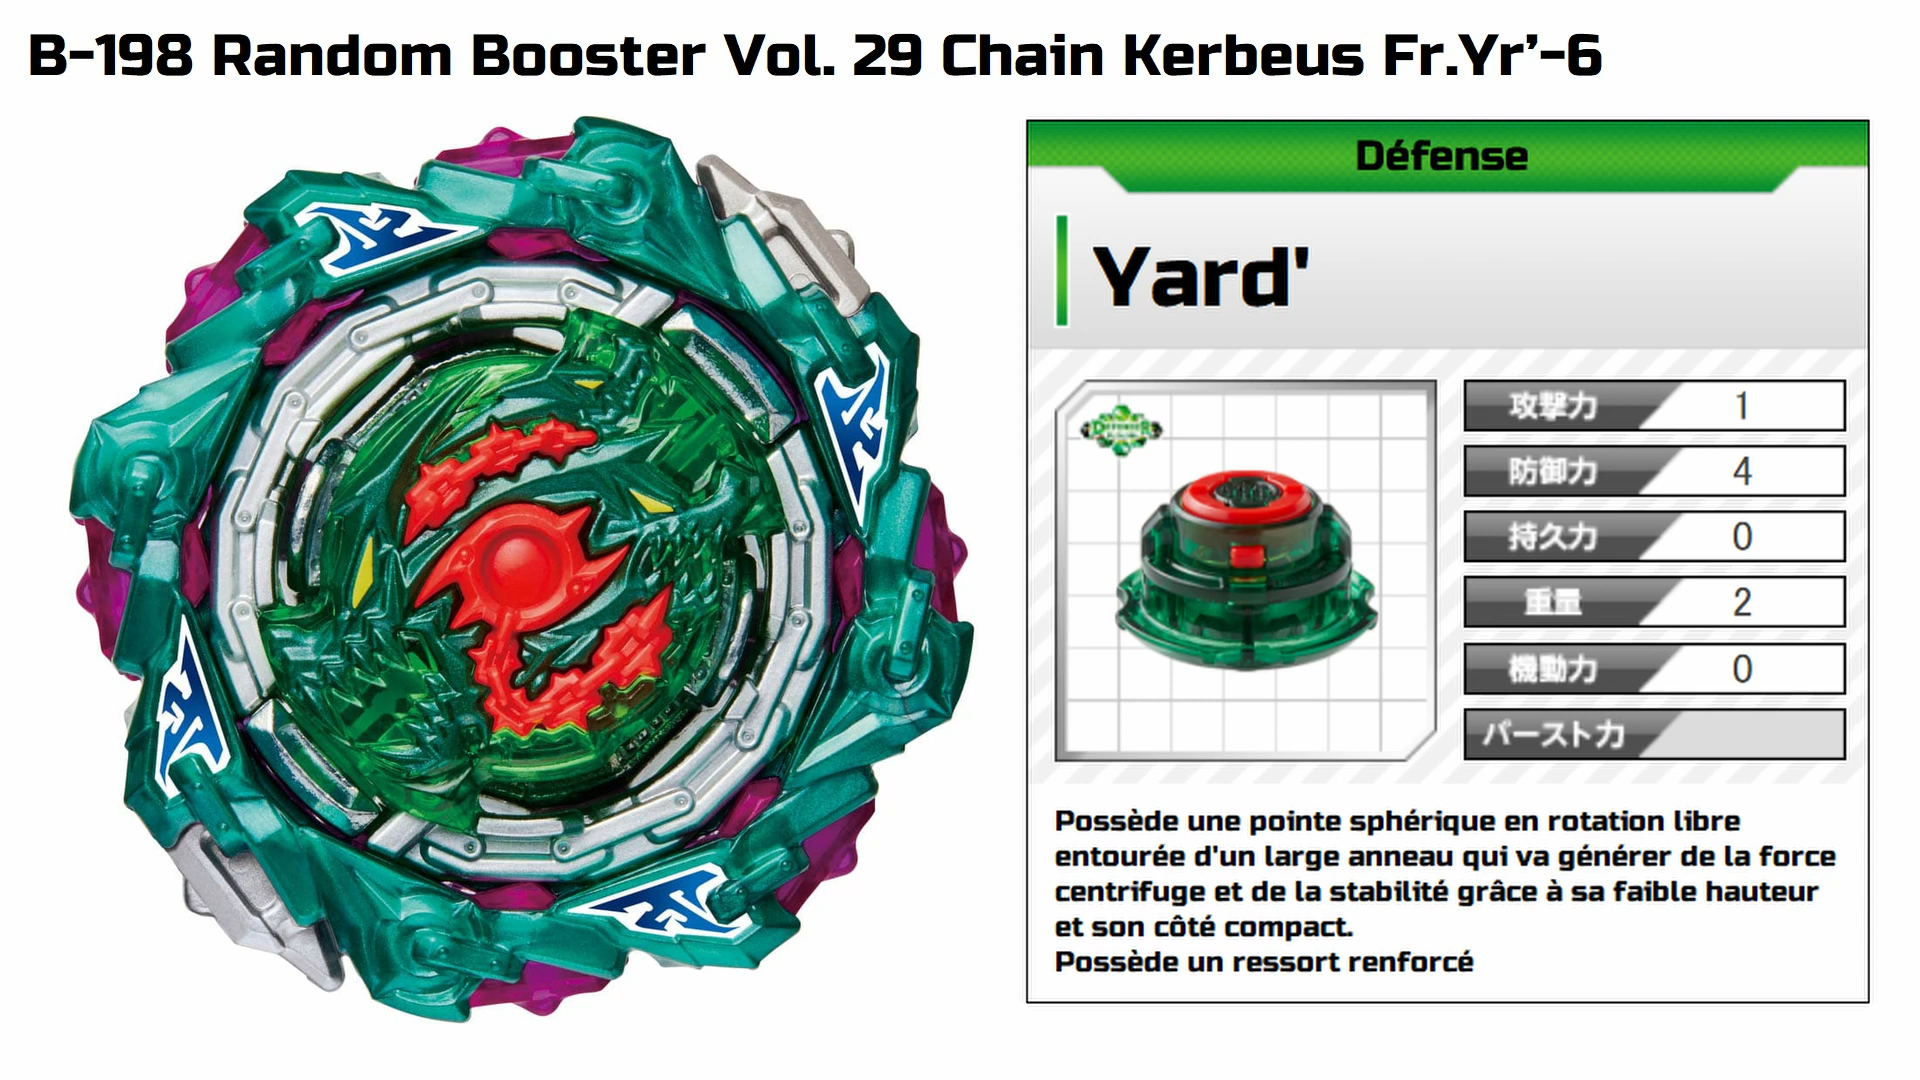 B-198 Random Booster Vol. 29 Chain Kerbeus Fr.Yr’-6
Défense
Yard'
DEFENSER
攻撃力 1
防御力 4
持久力 0
重量 2
機動力 0
バースト力
Possède une pointe sphérique en rotation libre
entourée d'un large anneau qui va générer de la force
centrifuge et de la stabilité grâce à sa faible hauteur
et son côté compact.
Possède un ressort renforcé